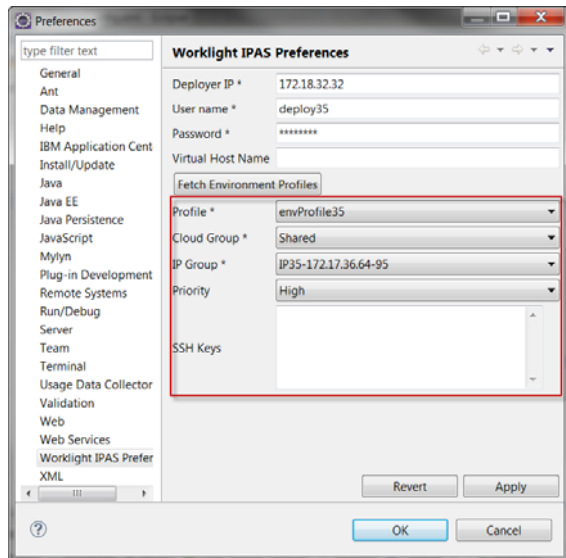 Preferences
type filter text
General
Ant
Data Management
Help
IBM Application Cent
Install/Update
Java
Java EE
Java Persistence
JavaScript
Mylyn
Plug-in Development
Remote Systems
Run/Debug
Server
Team
Terminal
Usage Data Collector
Validation
Web
Web Services
Worklight IPAS Prefer
XML
Worklight IPAS Preferences
Deployer IP * 172.18.32.32
User name * deploy35
Password * ********
Virtual Host Name
Fetch Environment Profiles
Profile * envProfile35
Cloud Group * Shared
IP Group * IP35-172.17.36.64-95
Priority High
SSH Keys
Revert Apply
? OK Cancel